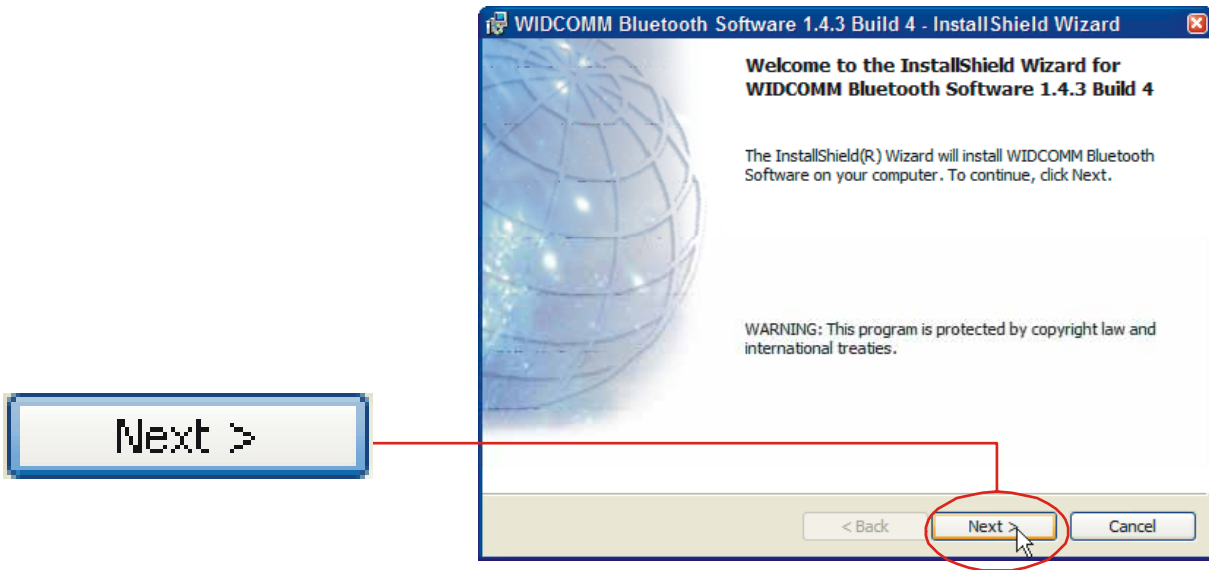 WIDCOMM Bluetooth Software 1.4.3 Build 4 - InstallShield Wizard
Welcome to the InstallShield Wizard for
WIDCOMM Bluetooth Software 1.4.3 Build 4
The InstallShield(R) Wizard will install WIDCOMM Bluetooth
Software on your computer. To continue, click Next.
WARNING: This program is protected by copyright law and
international treaties.
Next >
< Back
Next >
Cancel